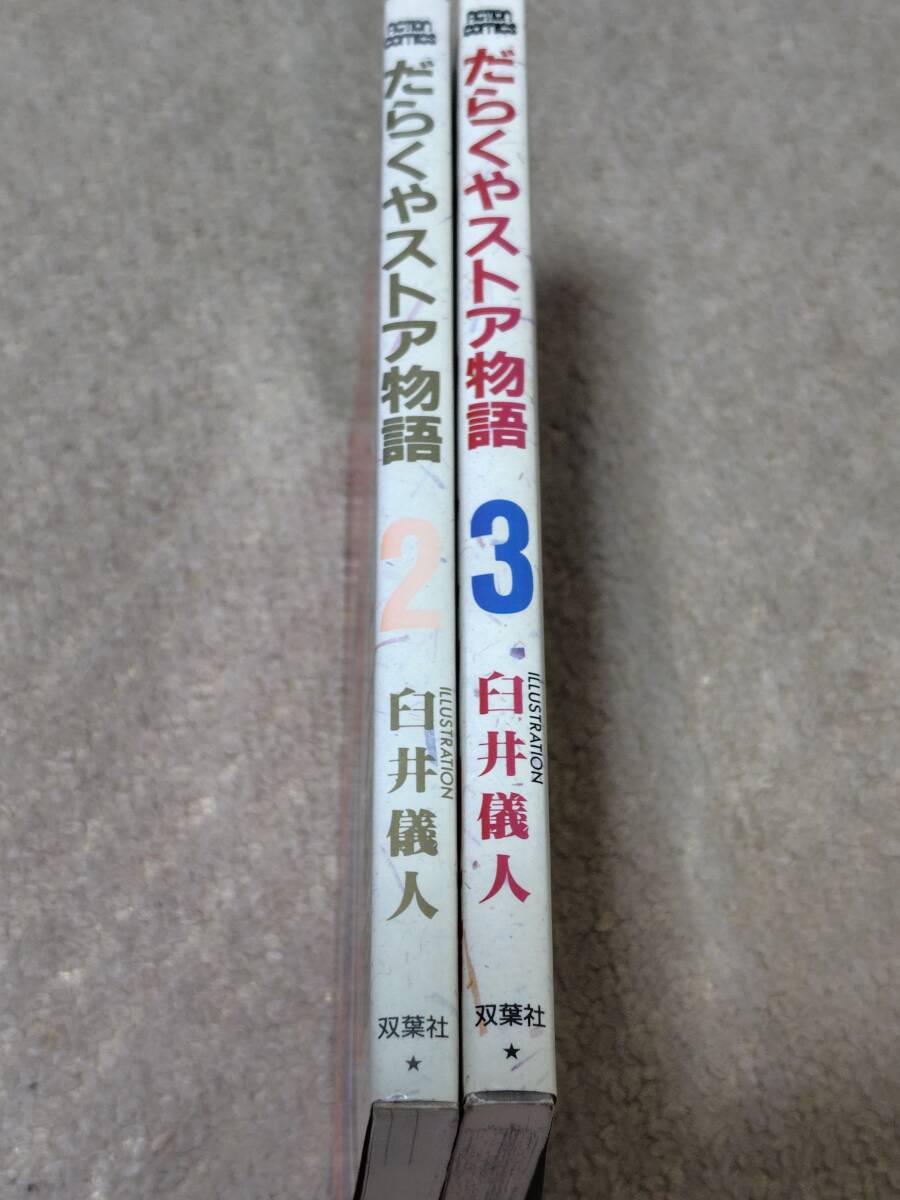 ACTION
COMICS
だらくやストア物語
2
ILLUSTRATION
臼井儀人
双葉社
★
ACTION
COMICS
だらくやストア物語
3
ILLUSTRATION
臼井儀人
双葉社
★